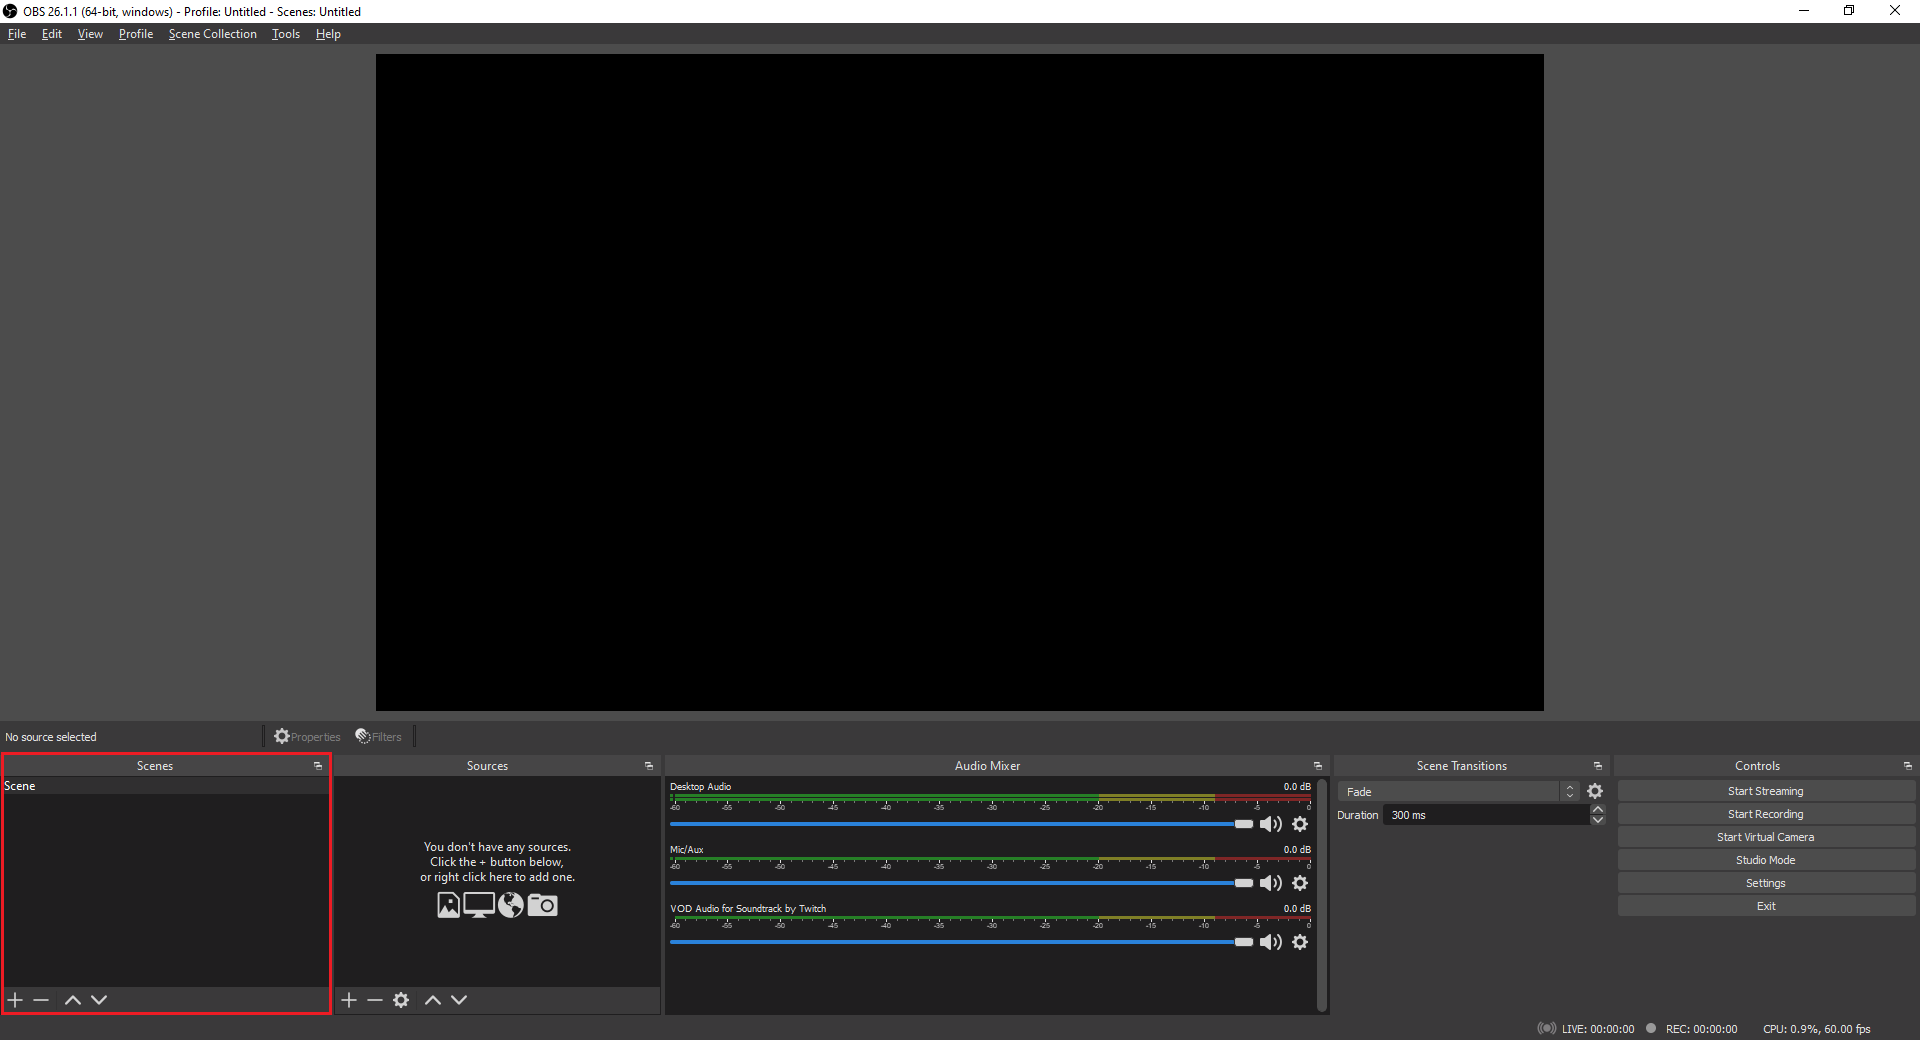 OBS 26.1.1 (64-bit, windows) - Profile: Untitled - Scenes: Untitled
File Edit View Profile Scene Collection Tools Help
No source selected
Properties Filters
Scenes
Scene
Sources
You don't have any sources.
Click the + button below,
or right click here to add one.
Audio Mixer
Desktop Audio 0.0 dB
-60 -55 -50 -45 -40 -35 -30 -25 -20 -15 -10 -5 0
Mic/Aux 0.0 dB
-60 -55 -50 -45 -40 -35 -30 -25 -20 -15 -10 -5 0
VOD Audio for Soundtrack by Twitch 0.0 dB
-60 -55 -50 -45 -40 -35 -30 -25 -20 -15 -10 -5 0
Scene Transitions
Fade
Duration 300 ms
Controls
Start Streaming
Start Recording
Start Virtual Camera
Studio Mode
Settings
Exit
LIVE: 00:00:00 REC: 00:00:00 CPU: 0.9%, 60.00 fps